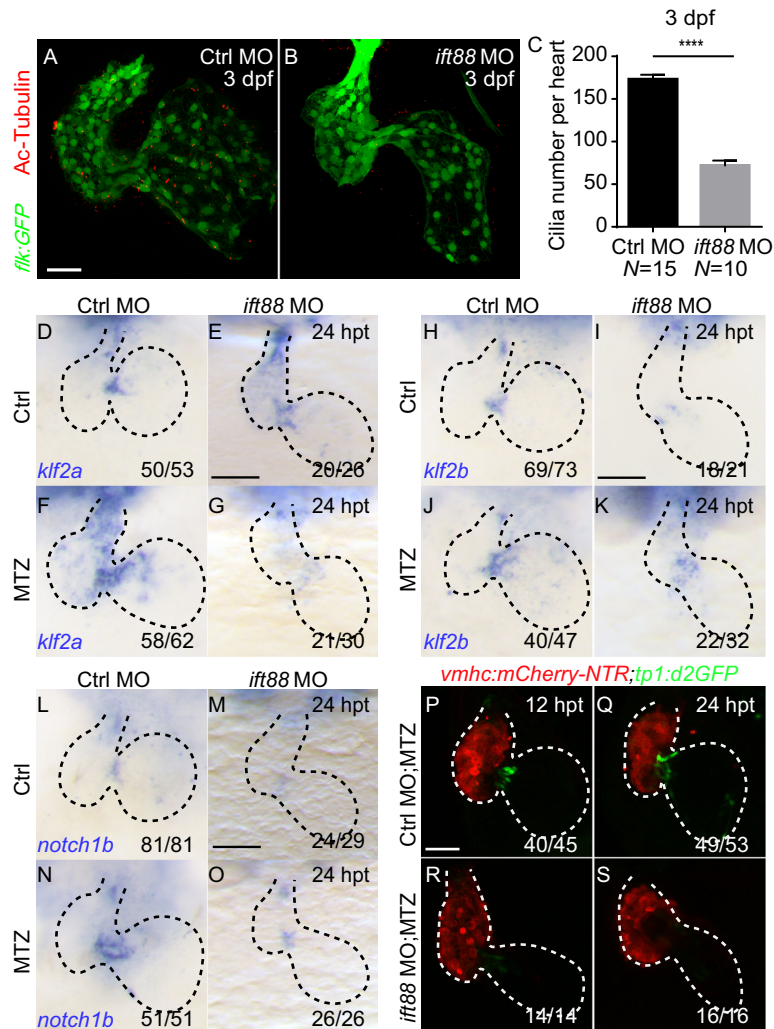 A
Ctrl MO
3 dpf
B
ift88 MO
3 dpf
flk:GFP Ac-Tubulin
C
3 dpf
****
Cilia number per heart
200
150
100
50
0
Ctrl MO
N=15
ift88 MO
N=10
Ctrl MO
ift88 MO
Ctrl MO
ift88 MO
Ctrl
D
klf2a
50/53
E
24 hpt
20/26
H
klf2b
69/73
I
24 hpt
18/21
MTZ
F
klf2a
58/62
G
24 hpt
21/30
MTZ
J
klf2b
40/47
K
24 hpt
22/32
Ctrl
Ctrl MO
ift88 MO
vmhc:mCherry-NTR;tp1:d2GFP
Ctrl
L
notch1b
81/81
M
24 hpt
24/29
Ctrl MO;MTZ
P
12 hpt
40/45
Q
24 hpt
49/53
MTZ
N
notch1b
51/51
O
24 hpt
26/26
ift88 MO;MTZ
R
14/14
S
16/16